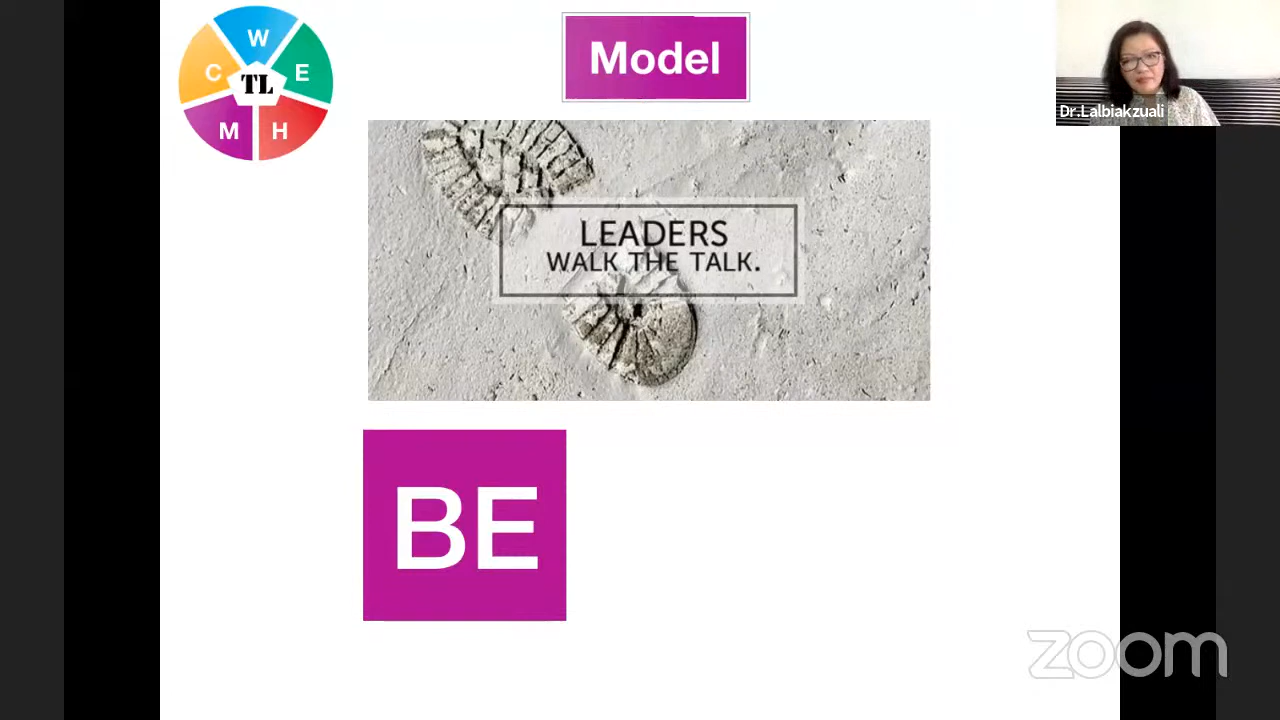 W
C
TL
E
M
H
Model
Dr.Lalbiakzuali
LEADERS
WALK THE TALK.
BE
zoom